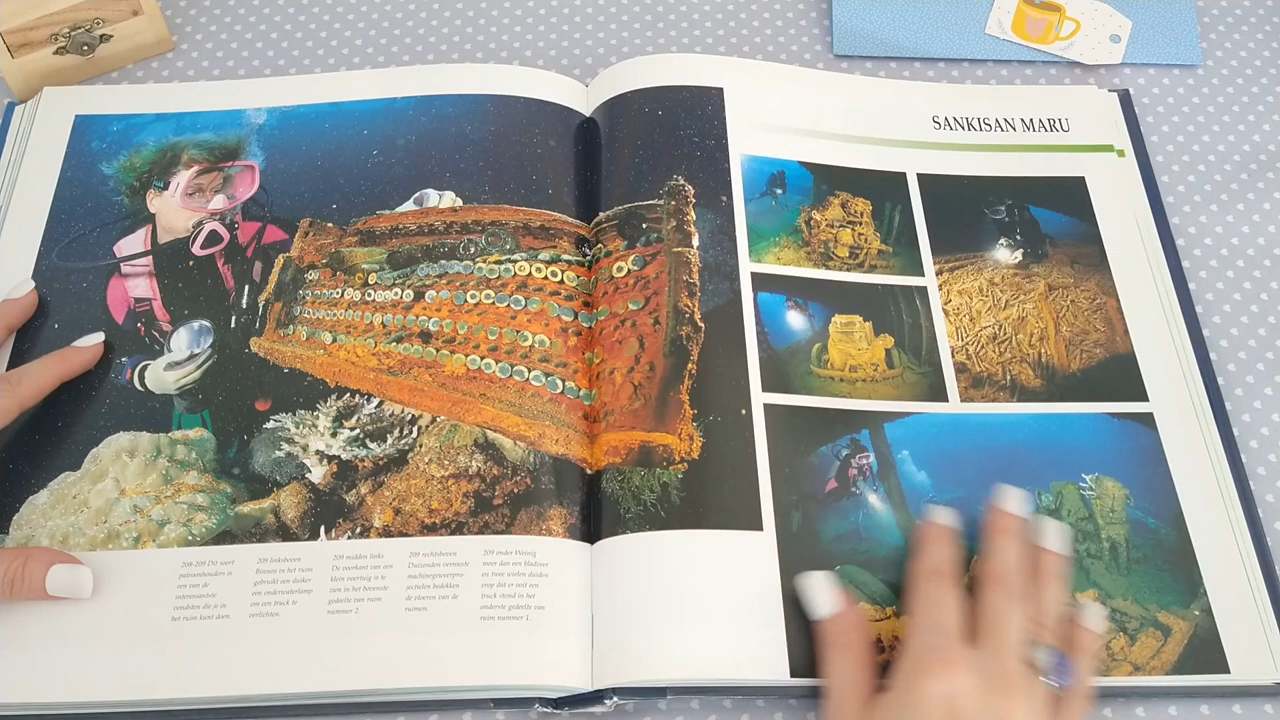 SANKISAN MARU
208-209 Dit soort
patroonhouders is
een van de
interessantste
vondsten die je in
het ruim kunt doen.
209 linksboven
Binnen in het ruim
gebruikt een duiker
een onderwaterlamp
om een truck te
verlichten.
209 midden links
De voorkant van een
klein voertuig is te
zien in het bovenste
gedeelte van ruim
nummer 2.
209 rechtsboven
Duizenden verroeste
machinegeweerpro-
jectielen bedekken
de vloeren van de
ruimen.
209 onder Weinig
meer dan een bladveer
en twee wielen duiden
erop dat er ooit een
truck stond in het
onderste gedeelte van
ruim nummer 1.